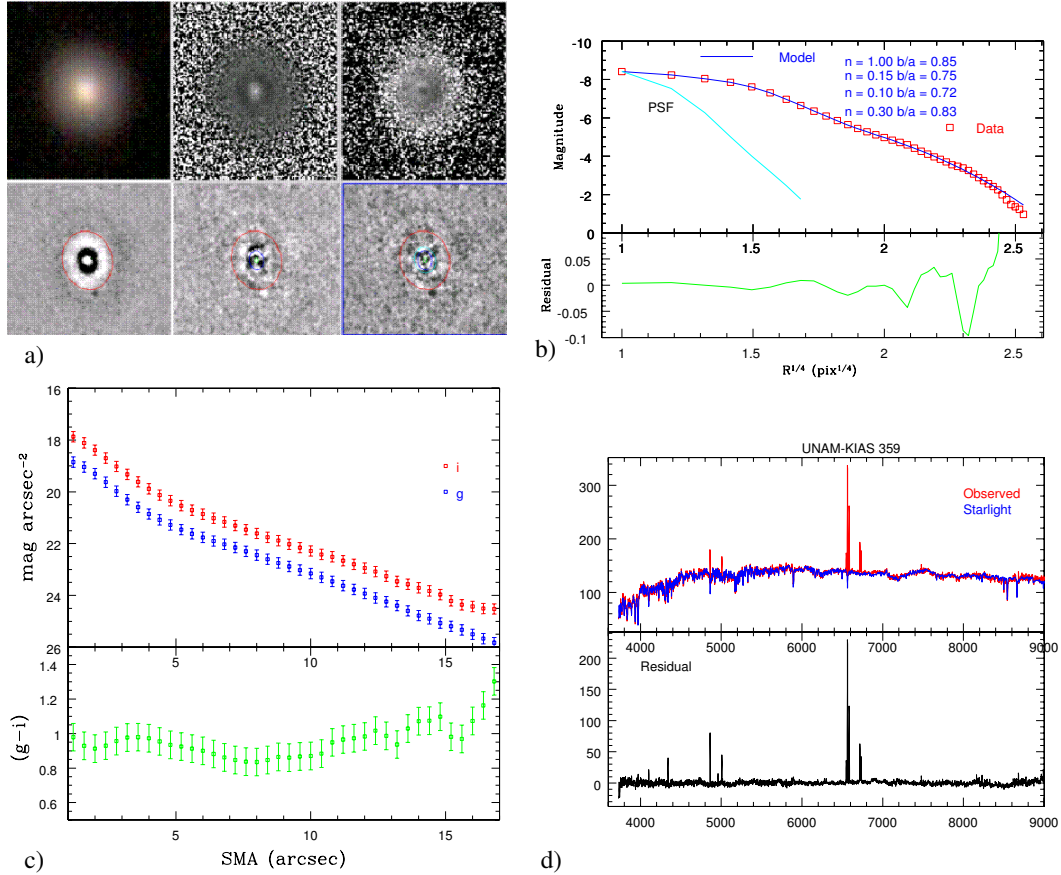 a)
-10
-8
-6
-4
-2
0
Magnitude
Model
n = 1.00 b/a = 0.85
n = 0.15 b/a = 0.75
n = 0.10 b/a = 0.72
n = 0.30 b/a = 0.83
PSF
Data
1 1.5 2 2.5
0.05
0
-0.05
-0.1
Residual
1 1.5 2 2.5
R1/4 (pix1/4)
b)
16
18
20
22
24
26
mag arcsec−2
i
g
5 10 15
1.4
1.2
1.0
0.8
0.6
(g−i)
5 10 15
SMA (arcsec)
c)
UNAM-KIAS 359
300
200
100
Observed
Starlight
4000 5000 6000 7000 8000 9000
200
150
100
50
0
Residual
4000 5000 6000 7000 8000 9000
d)